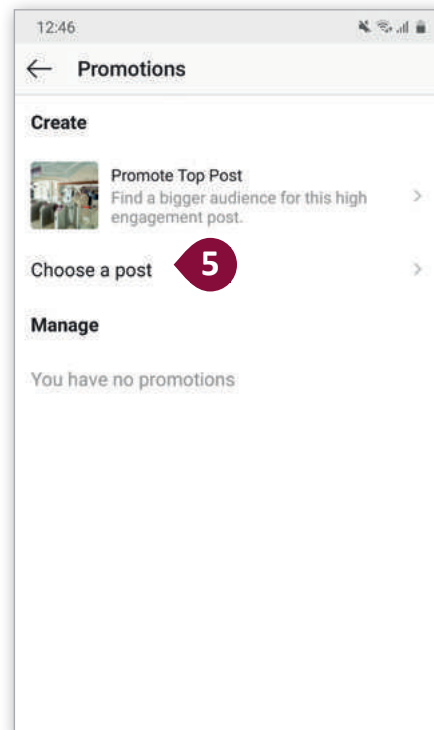 12:46
Promotions
Create
Promote Top Post
Find a bigger audience for this high
engagement post.
Choose a post
5
Manage
You have no promotions